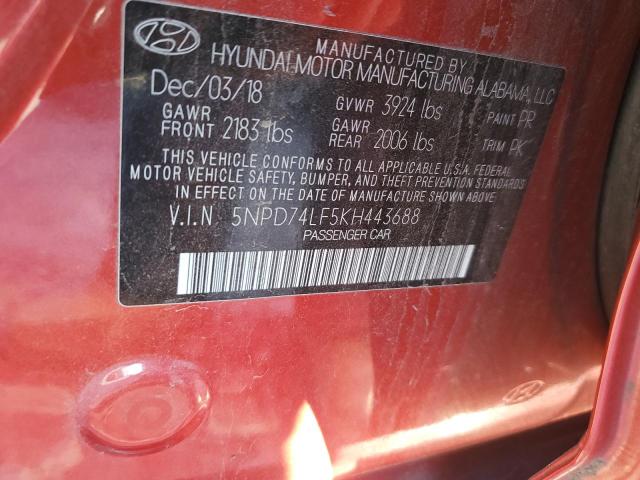 MANUFACTURED BY
HYUNDAI MOTOR MANUFACTURING ALABAMA, LLC
Dec/03/18 GVWR 3924 lbs PAINT PR
GAWR FRONT 2183 lbs GAWR REAR 2006 lbs TRIM PK
THIS VEHICLE CONFORMS TO ALL APPLICABLE U.S.A. FEDERAL
MOTOR VEHICLE SAFETY, BUMPER, AND THEFT PREVENTION STANDARDS
IN EFFECT ON THE DATE OF MANUFACTURE SHOWN ABOVE.
V.I.N 5NPD74LF5KH443688
PASSENGER CAR